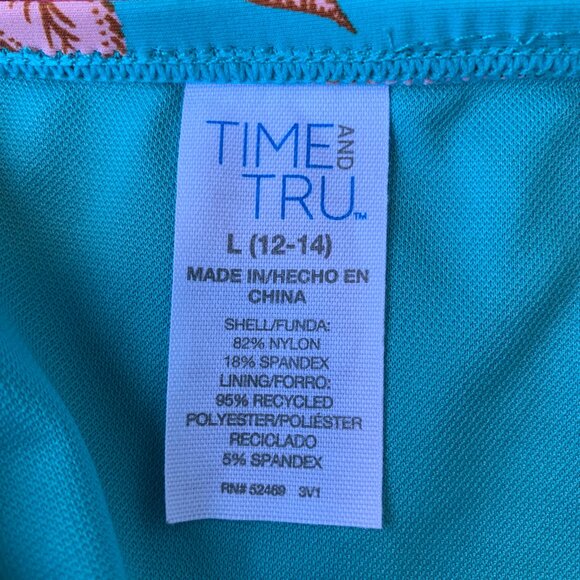 TIME AND
TRU™
L (12-14)
MADE IN/HECHO EN
CHINA
SHELL/FUNDA:
82% NYLON
18% SPANDEX
LINING/FORRO:
95% RECYCLED
POLYESTER/POLIÉSTER
RECICLADO
5% SPANDEX
RN# 52469 3V1